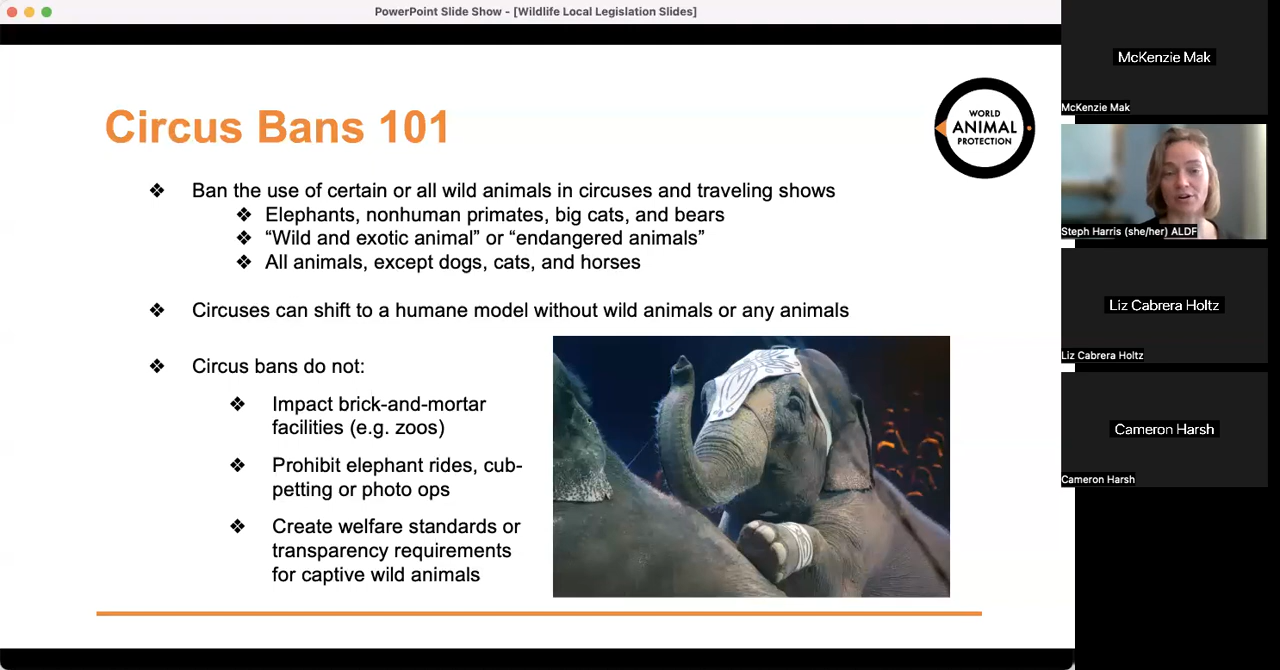 PowerPoint Slide Show - [Wildlife Local Legislation Slides]
Circus Bans 101
WORLD
ANIMAL
PROTECTION
❖ Ban the use of certain or all wild animals in circuses and traveling shows
❖ Elephants, nonhuman primates, big cats, and bears
❖ “Wild and exotic animal” or “endangered animals”
❖ All animals, except dogs, cats, and horses
❖ Circuses can shift to a humane model without wild animals or any animals
❖ Circus bans do not:
❖ Impact brick-and-mortar
facilities (e.g. zoos)
❖ Prohibit elephant rides, cub-
petting or photo ops
❖ Create welfare standards or
transparency requirements
for captive wild animals
McKenzie Mak
McKenzie Mak
Steph Harris (she/her) ALDF
Liz Cabrera Holtz
Liz Cabrera Holtz
Cameron Harsh
Cameron Harsh